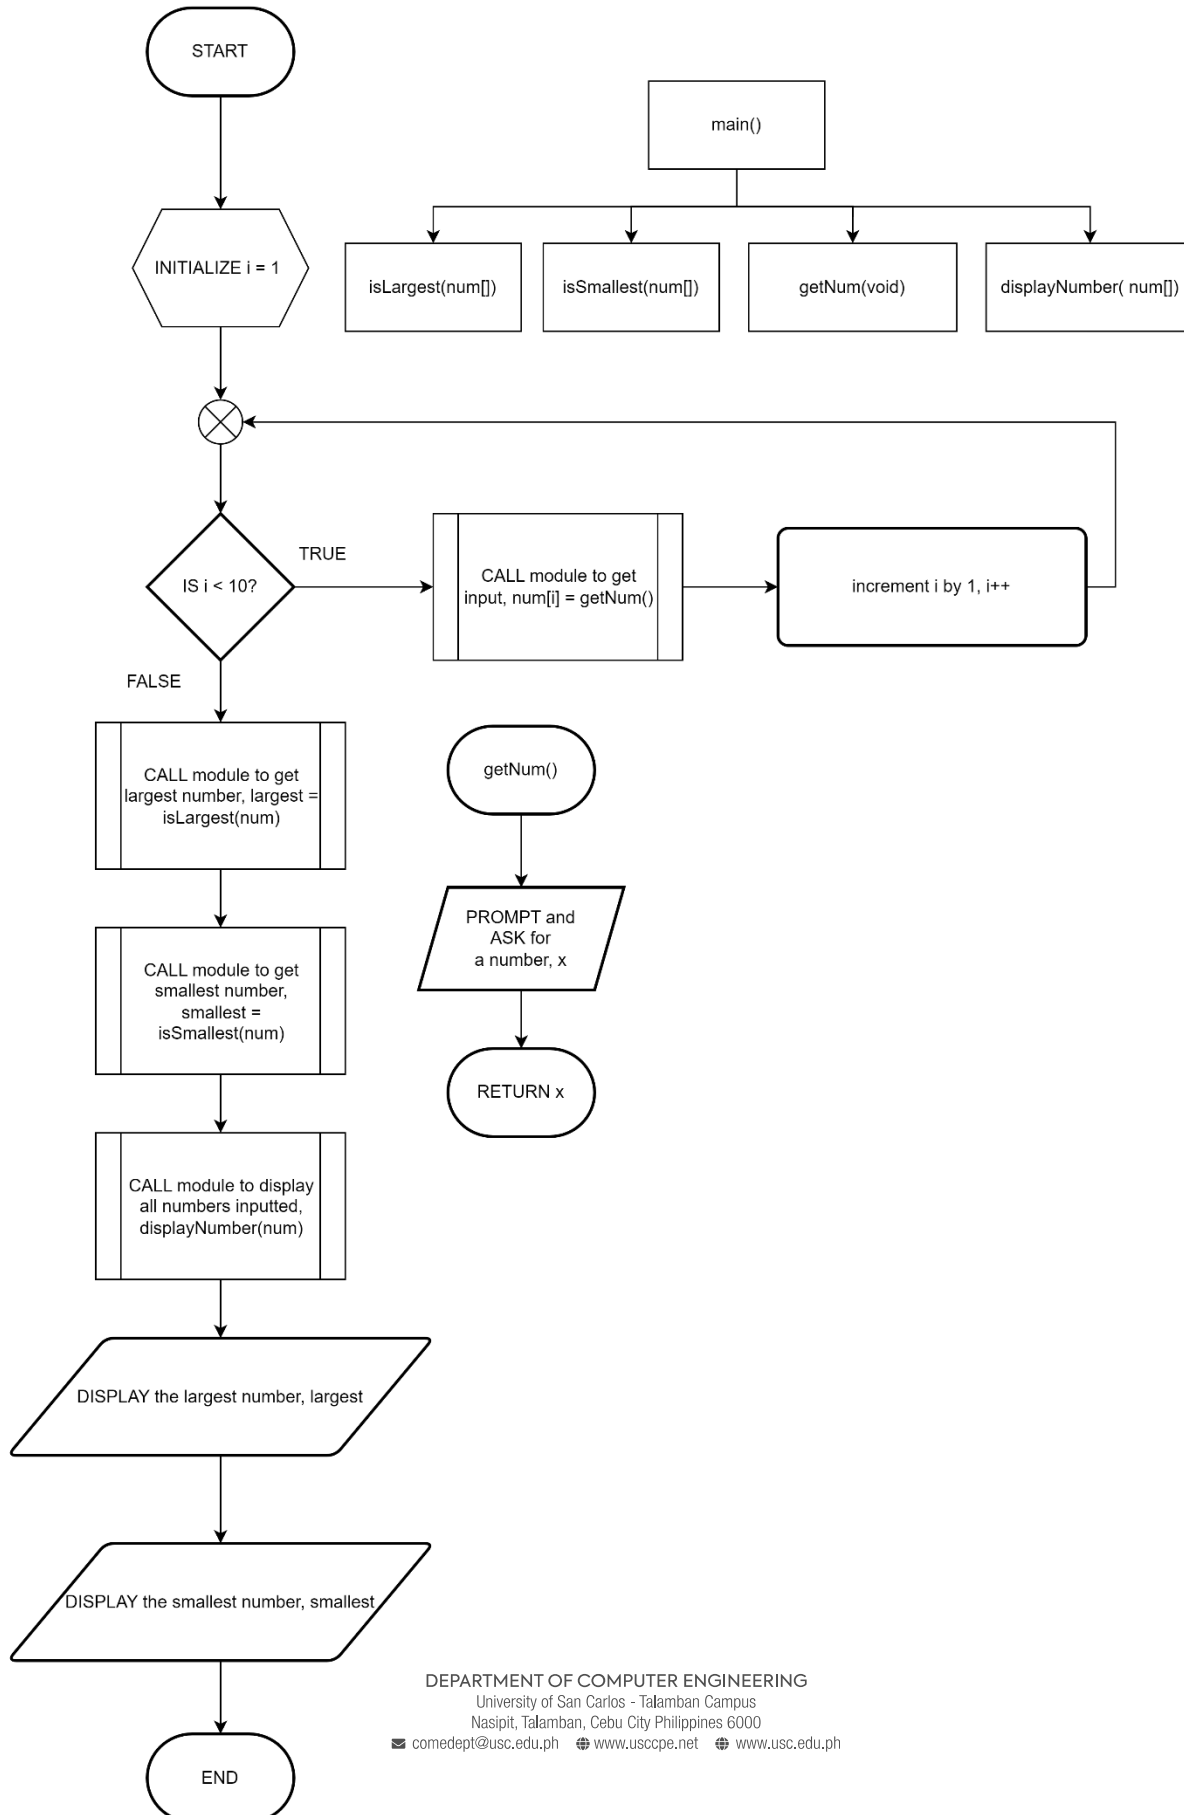 START
main()
INITIALIZE i = 1
isLargest(num[])
isSmallest(num[])
getNum(void)
displayNumber( num[])
IS i < 10?
TRUE
CALL module to get
input, num[i] = getNum()
increment i by 1, i++
FALSE
CALL module to get
largest number, largest =
isLargest(num)
getNum()
CALL module to get
smallest number,
smallest =
isSmallest(num)
PROMPT and
ASK for
a number, x
RETURN x
CALL module to display
all numbers inputted,
displayNumber(num)
DISPLAY the largest number, largest
DISPLAY the smallest number, smallest
END
DEPARTMENT OF COMPUTER ENGINEERING
University of San Carlos - Talamban Campus
Nasipit, Talamban, Cebu City Philippines 6000
comedept@usc.edu.ph www.usccpe.net www.usc.edu.ph